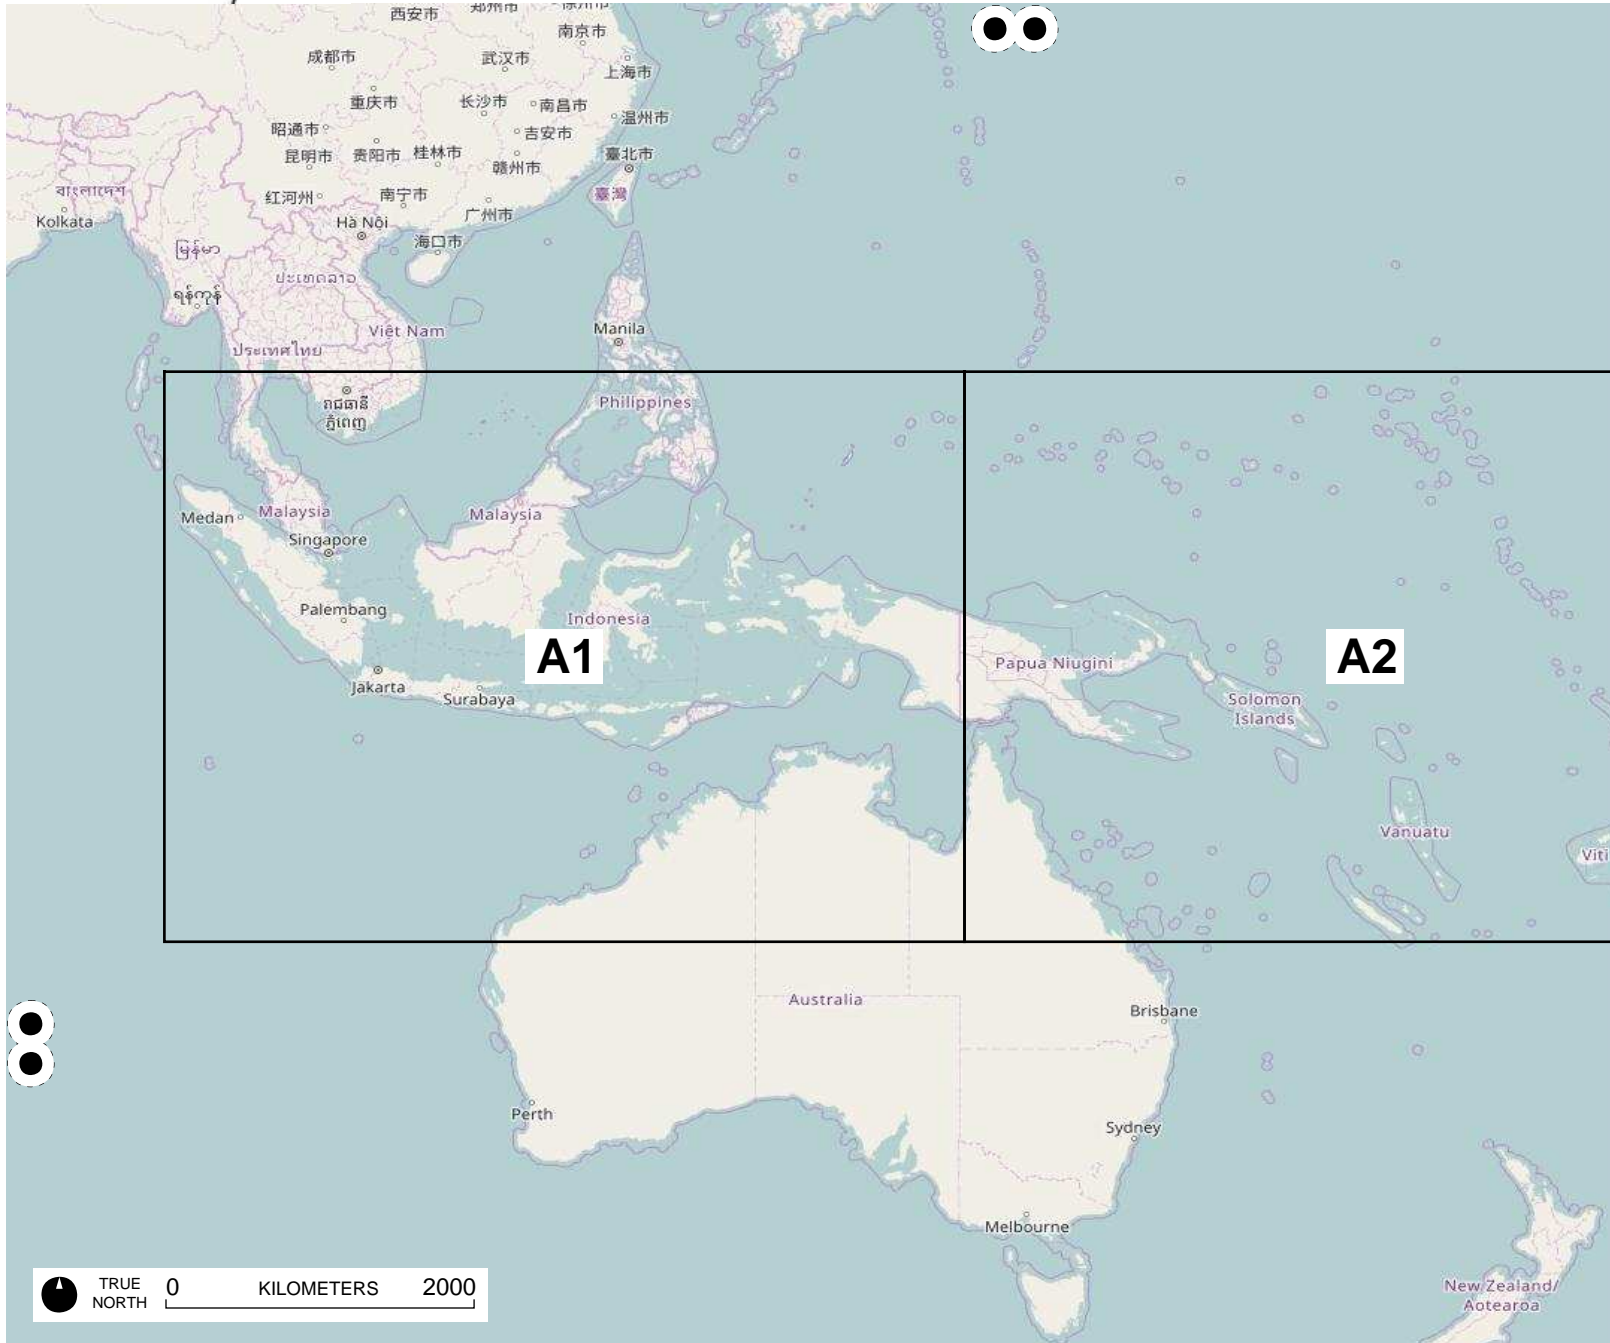 西安市
南京市
成都市
武汉市
上海市
重庆市
长沙市
南昌市
温州市
昭通市
吉安市
昆明市
贵阳市
桂林市
赣州市
臺北市
বাংলাদেশ
红河州
南宁市
臺灣
广州市
Kolkata
Hà Nội
海口市
မြန်မာ
ປະເທດລາວ
ရန်ကုန်
Việt Nam
Manila
ประเทศไทย
Philippines
រាជធានី
ភ្នំពេញ
Medan
Malaysia
Malaysia
Singapore
Palembang
Indonesia
A1
A2
Papua Niugini
Jakarta
Surabaya
Solomon
Islands
Vanuatu
Viti
Australia
Brisbane
Perth
Sydney
Melbourne
New Zealand/
Aotearoa
TRUE
NORTH
0 KILOMETERS 2000